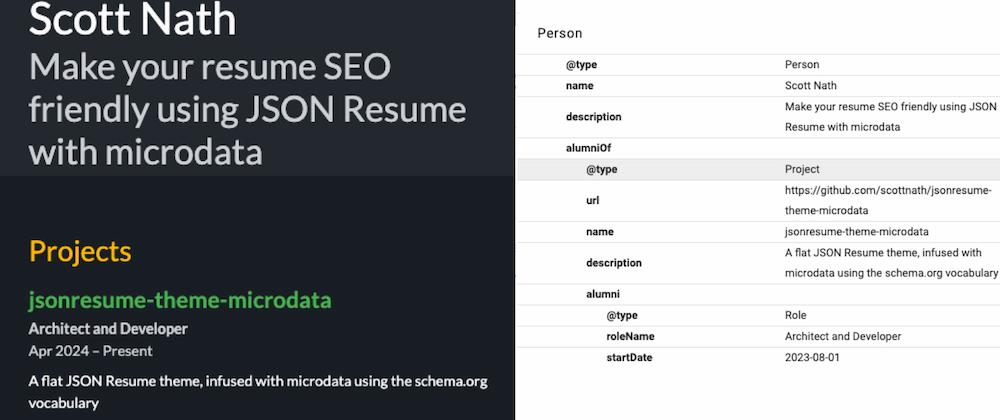 Scott Nath
Make your resume SEO
friendly using JSON Resume
with microdata
Projects
jsonresume-theme-microdata
Architect and Developer
Apr 2024 – Present
A flat JSON Resume theme, infused with microdata using the schema.org
vocabulary
Person
@type Person
name Scott Nath
description Make your resume SEO friendly using JSON
Resume with microdata
alumniOf
@type Project
url https://github.com/scottnath/jsonresume-
theme-microdata
name jsonresume-theme-microdata
description A flat JSON Resume theme, infused with
microdata using the schema.org vocabulary
alumni
@type Role
roleName Architect and Developer
startDate 2023-08-01